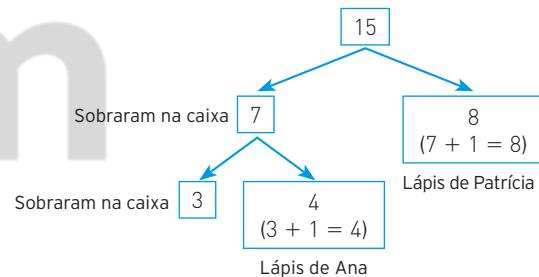 15
Sobraram na caixa 7
8
(7 + 1 = 8)
Lápis de Patrícia
Sobraram na caixa 3
4
(3 + 1 = 4)
Lápis de Ana